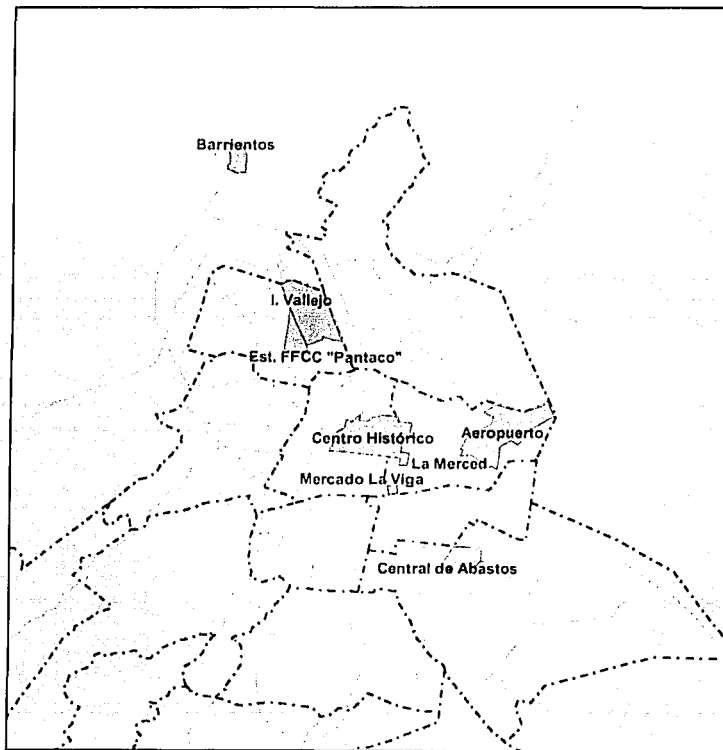 Barrientos
I. Vallejo
Est. FFCC "Pantaco"
Centro Histórico
Aeropuerto
La Merced
Mercado La Viga
Central de Abastos